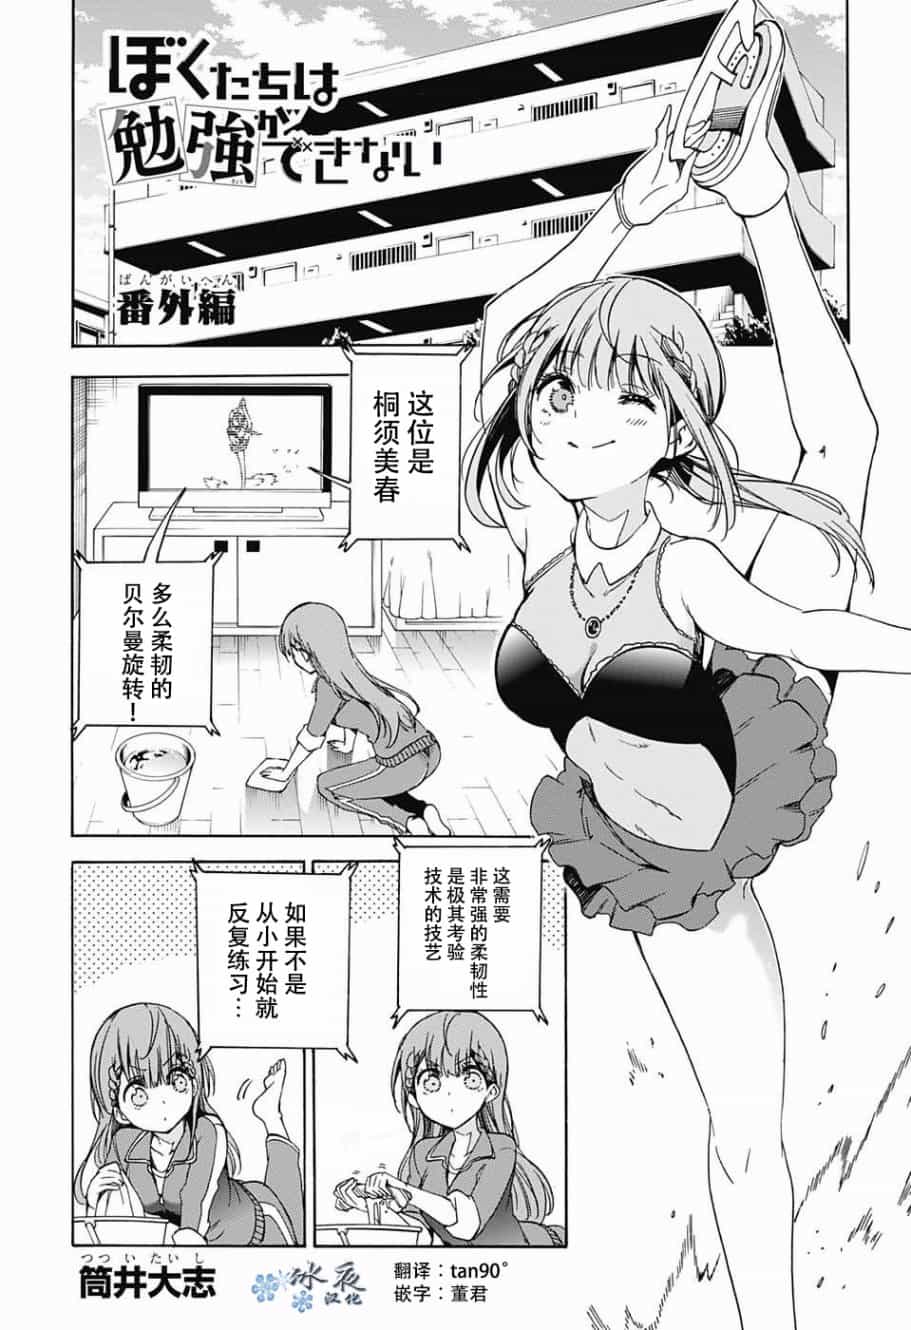 ぼくたちは
勉強ができない
ばんがいへん
番外編
这位是
桐须美春
多么柔韧的
贝尔曼旋转！
这需要
非常强的柔韧性
是极其考验
技术的技艺
如果不是
从小开始就
反复练习…
つついたいし
筒井大志
冰夜
汉化
翻译：tan90°
嵌字：董君